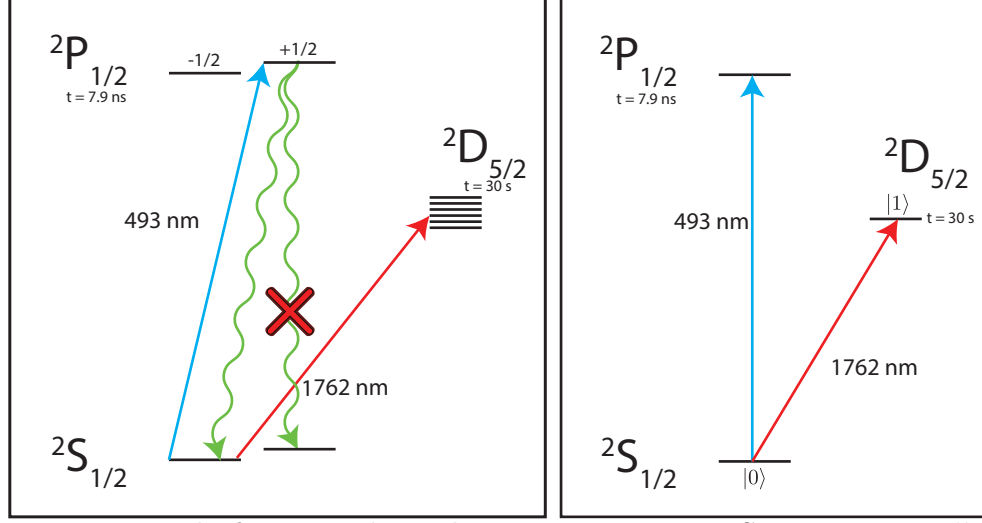 ²P₁/₂
t = 7.9 ns
-1/2
+1/2
²D₅/₂
t = 30 s
493 nm
1762 nm
²S₁/₂
²P₁/₂
t = 7.9 ns
²D₅/₂
|1⟩
t = 30 s
493 nm
1762 nm
²S₁/₂
|0⟩